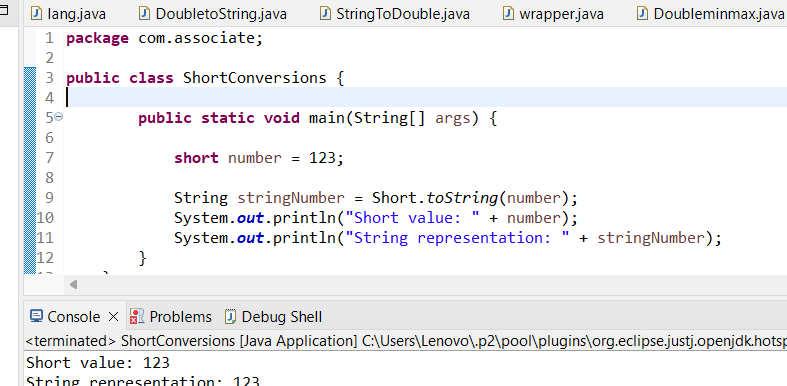 lang.java DoubletoString.java StringToDouble.java wrapper.java Doubleminmax.java
1 package com.associate;
2
3 public class ShortConversions {
4
5 public static void main(String[] args) {
6
7 short number = 123;
8
9 String stringNumber = Short.toString(number);
10 System.out.println("Short value: " + number);
11 System.out.println("String representation: " + stringNumber);
12 }
13 }
Console Problems Debug Shell
<terminated> ShortConversions [Java Application] C:\Users\Lenovo\.p2\pool\plugins\org.eclipse.justj.openjdk.hotsp
Short value: 123
String representation: 123